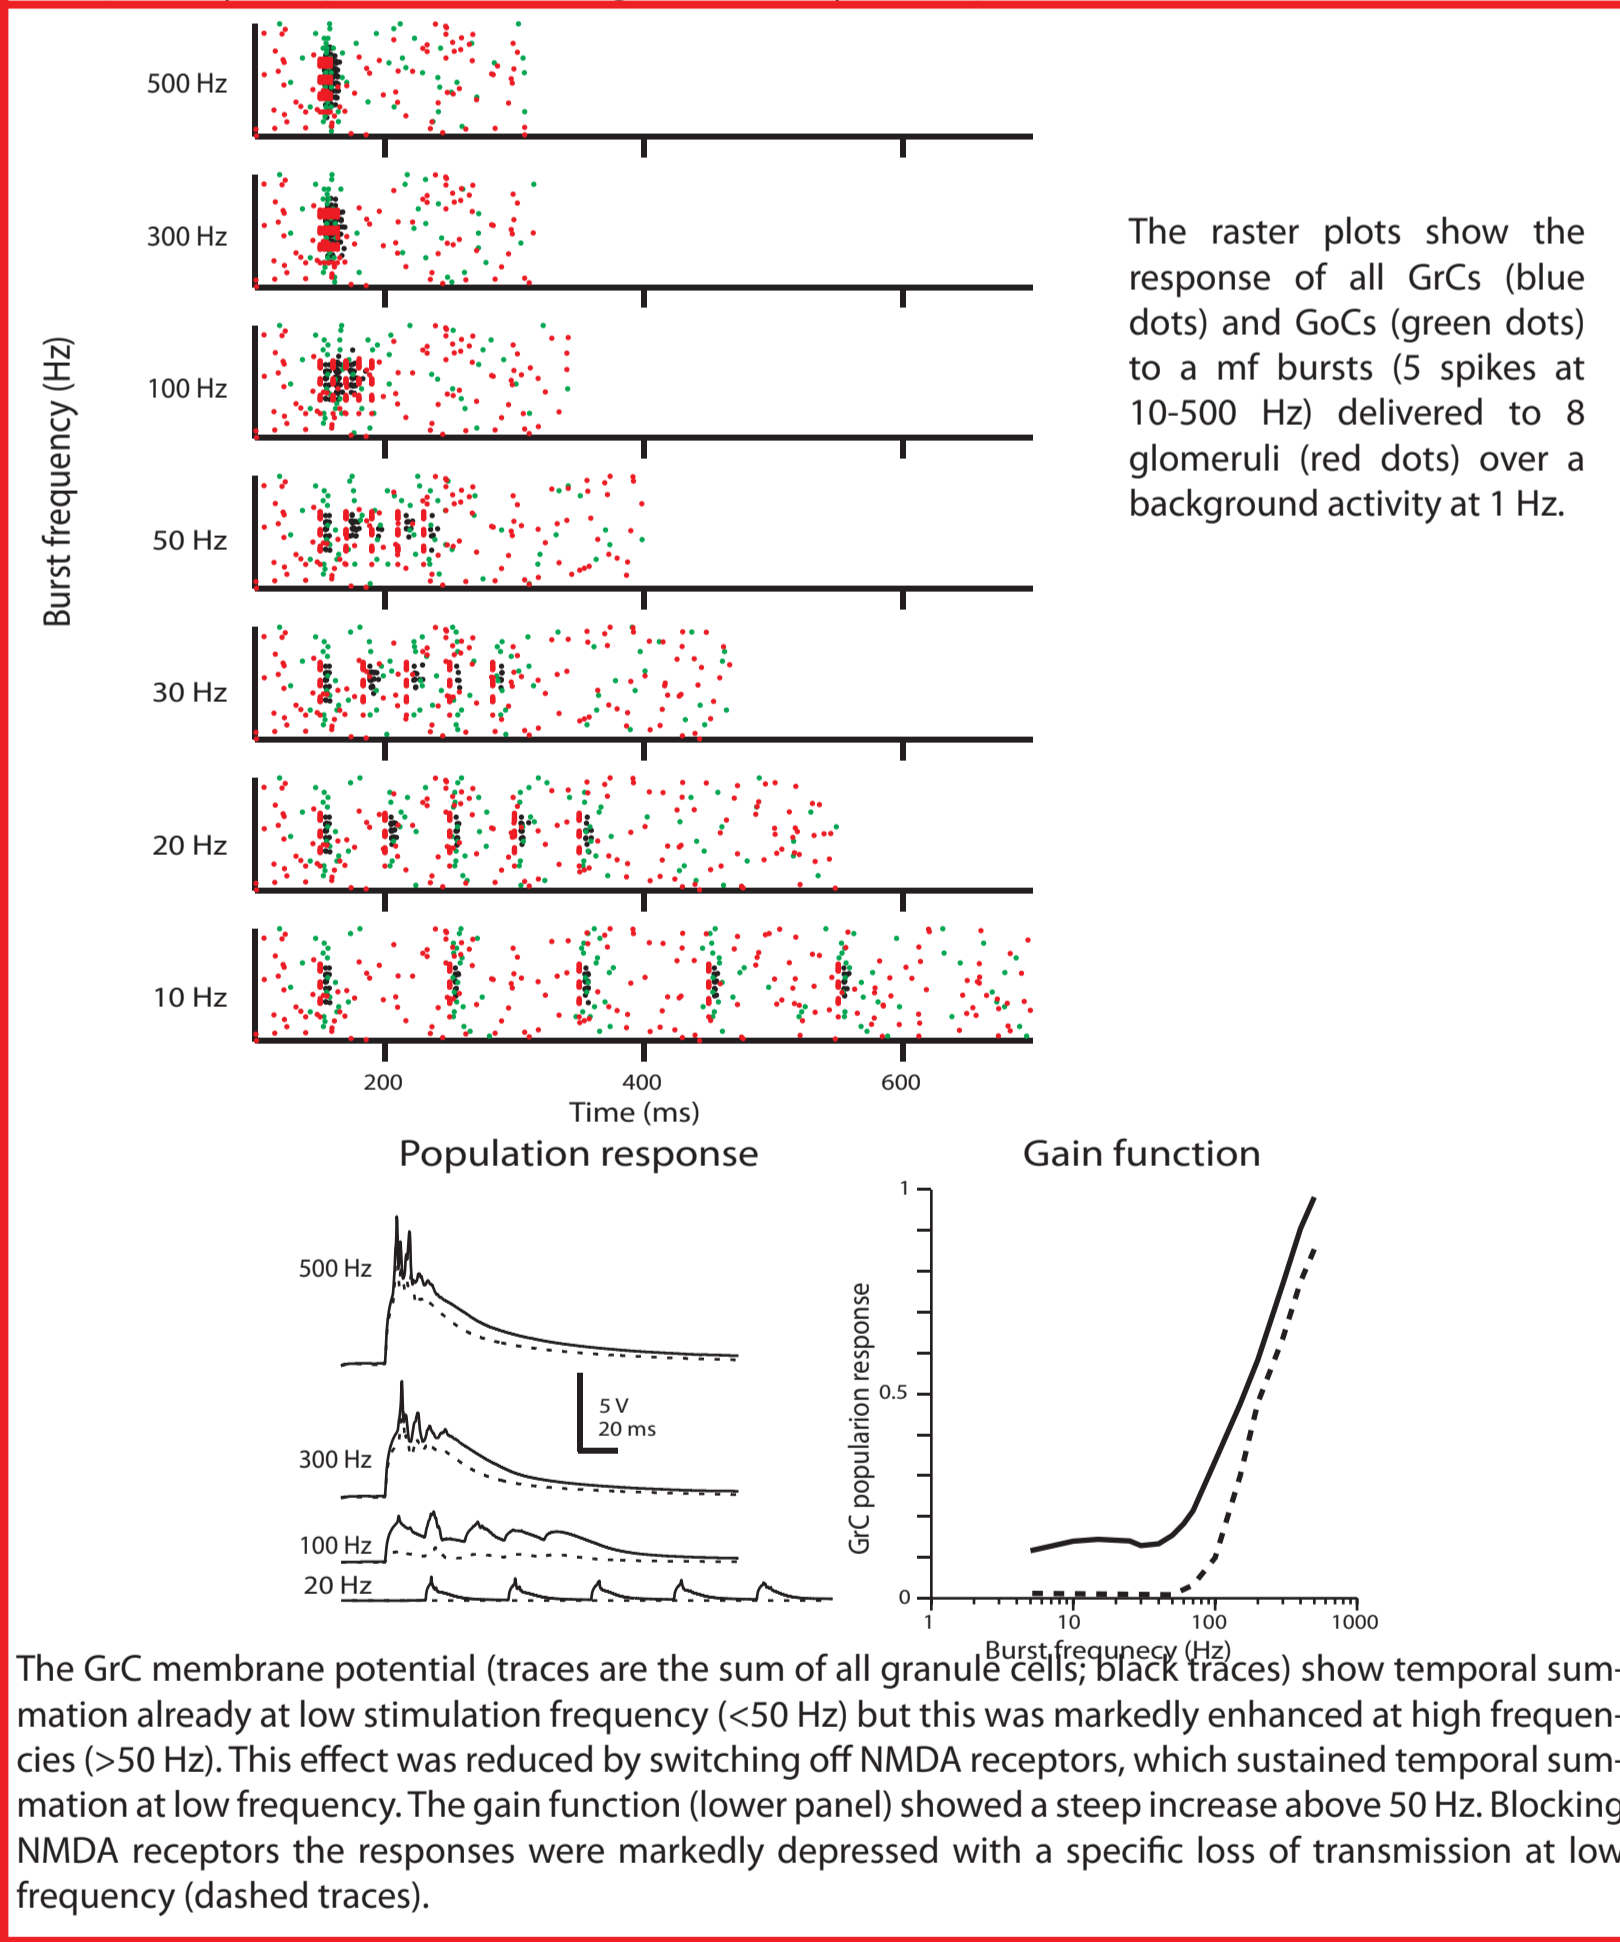 500 Hz
300 Hz
100 Hz
50 Hz
30 Hz
20 Hz
10 Hz
Burst frequency (Hz)
200 400 600
Time (ms)
The raster plots show the
response of all GrCs (blue
dots) and GoCs (green dots)
to a mf bursts (5 spikes at
10-500 Hz) delivered to 8
glomeruli (red dots) over a
background activity at 1 Hz.
Population response
500 Hz
300 Hz
100 Hz
20 Hz
5 V
20 ms
Gain function
GrC popularion response
1
0.5
0
1 10 100 1000
Burst frequnecy (Hz)
The GrC membrane potential (traces are the sum of all granule cells; black traces) show temporal sum-
mation already at low stimulation frequency (<50 Hz) but this was markedly enhanced at high frequen-
cies (>50 Hz). This effect was reduced by switching off NMDA receptors, which sustained temporal sum-
mation at low frequency. The gain function (lower panel) showed a steep increase above 50 Hz. Blocking
NMDA receptors the responses were markedly depressed with a specific loss of transmission at low
frequency (dashed traces).